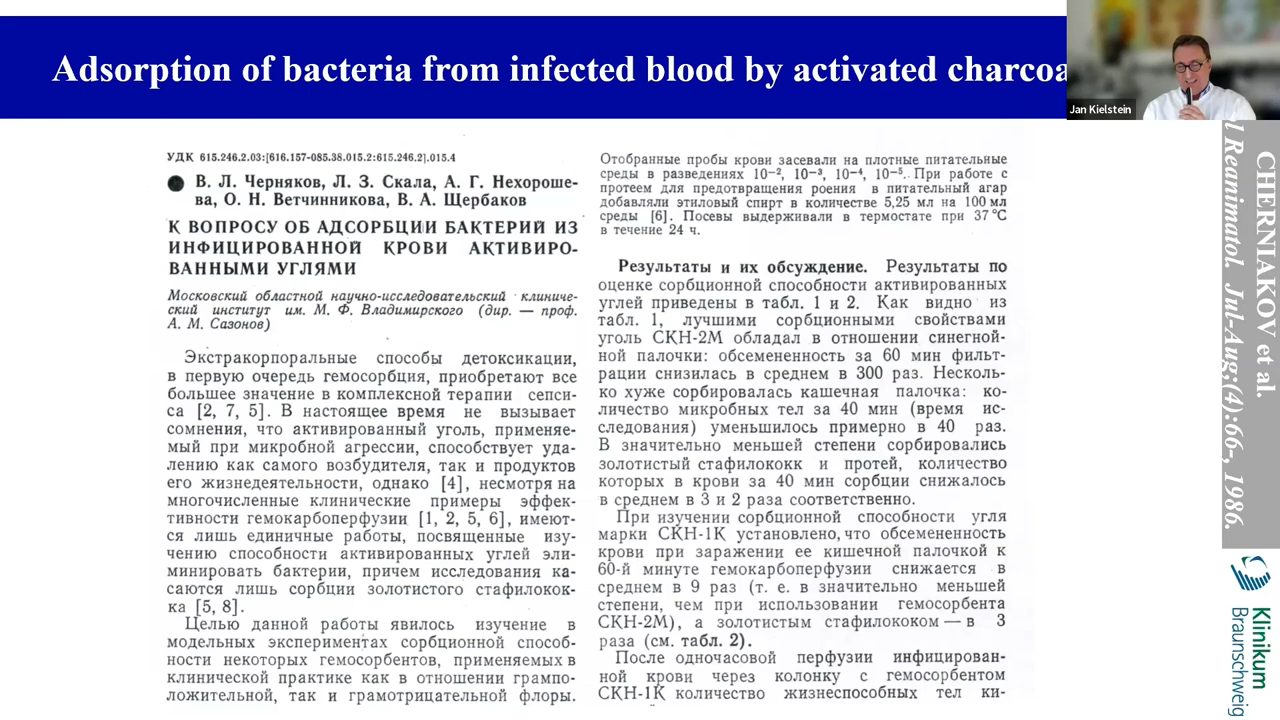 Adsorption of bacteria from infected blood by activated charcoa
Jan Kielstein
УДК 615.246.2.03:[616.157-085.38.015.2:615.246.2].015.4
В. Л. Черняков, Л. З. Скала, А. Г. Нехороше-
ва, О. Н. Ветчинникова, В. А. Щербаков
К ВОПРОСУ ОБ АДСОРБЦИИ БАКТЕРИЙ ИЗ
ИНФИЦИРОВАННОЙ КРОВИ АКТИВИРО-
ВАННЫМИ УГЛЯМИ
Московский областной научно-исследовательский клиниче-
ский институт им. М. Ф. Владимирского (дир. — проф.
А. М. Сазонов)
Экстракорпоральные способы детоксикации,
в первую очередь гемосорбция, приобретают все
большее значение в комплексной терапии сепси-
са [2, 7, 5]. В настоящее время не вызывает
сомнения, что активированный уголь, применяе-
мый при микробной агрессии, способствует уда-
лению как самого возбудителя, так и продуктов
его жизнедеятельности, однако [4], несмотря на
многочисленные клинические примеры эффек-
тивности гемокарбоперфузии [1, 2, 5, 6], имеют-
ся лишь единичные работы, посвященные изу-
чению способности активированных углей эли-
минировать бактерии, причем исследования ка-
саются лишь сорбции золотистого стафилокок-
ка [5, 8].
Целью данной работы явилось изучение в
модельных экспериментах сорбционной способ-
ности некоторых гемосорбентов, применяемых в
клинической практике как в отношении грампо-
ложительной, так и грамотрицательной флоры.
Отобранные пробы крови засевали на плотные питательные
среды в разведениях 10⁻², 10⁻³, 10⁻⁴, 10⁻⁵. При работе с
протеем для предотвращения роения в питательный агар
добавляли этиловый спирт в количестве 5,25 мл на 100 мл
среды [6]. Посевы выдерживали в термостате при 37 °С
в течение 24 ч.
Результаты и их обсуждение. Результаты по
оценке сорбционной способности активированных
углей приведены в табл. 1 и 2. Как видно из
табл. 1, лучшими сорбционными свойствами
уголь СКН-2М обладал в отношении синегной-
ной палочки: обсемененность за 60 мин фильт-
рации снизилась в среднем в 300 раз. Несколь-
ко хуже сорбировалась кашечная палочка: ко-
личество микробных тел за 40 мин (время ис-
следования) уменьшилось примерно в 40 раз.
В значительно меньшей степени сорбировались
золотистый стафилококк и протей, количество
которых в крови за 40 мин сорбции снижалось
в среднем в 3 и 2 раза соответственно.
При изучении сорбционной способности угля
марки СКН-1К установлено, что обсемененность
крови при заражении ее кишечной палочкой к
60-й минуте гемокарбоперфузии снижается в
среднем в 9 раз (т. е. в значительно меньшей
степени, чем при использовании гемосорбента
СКН-2М), а золотистым стафилококом — в 3
раза (см. табл. 2).
После одночасовой перфузии инфицирован-
ной крови через колонку с гемосорбентом
СКН-1К количество жизнеспособных тел ки-
CHERNIAKOV et al.
l Reanimatol. Jul-Aug;(4):66-, 1986.
Klinikum
Braunschweig